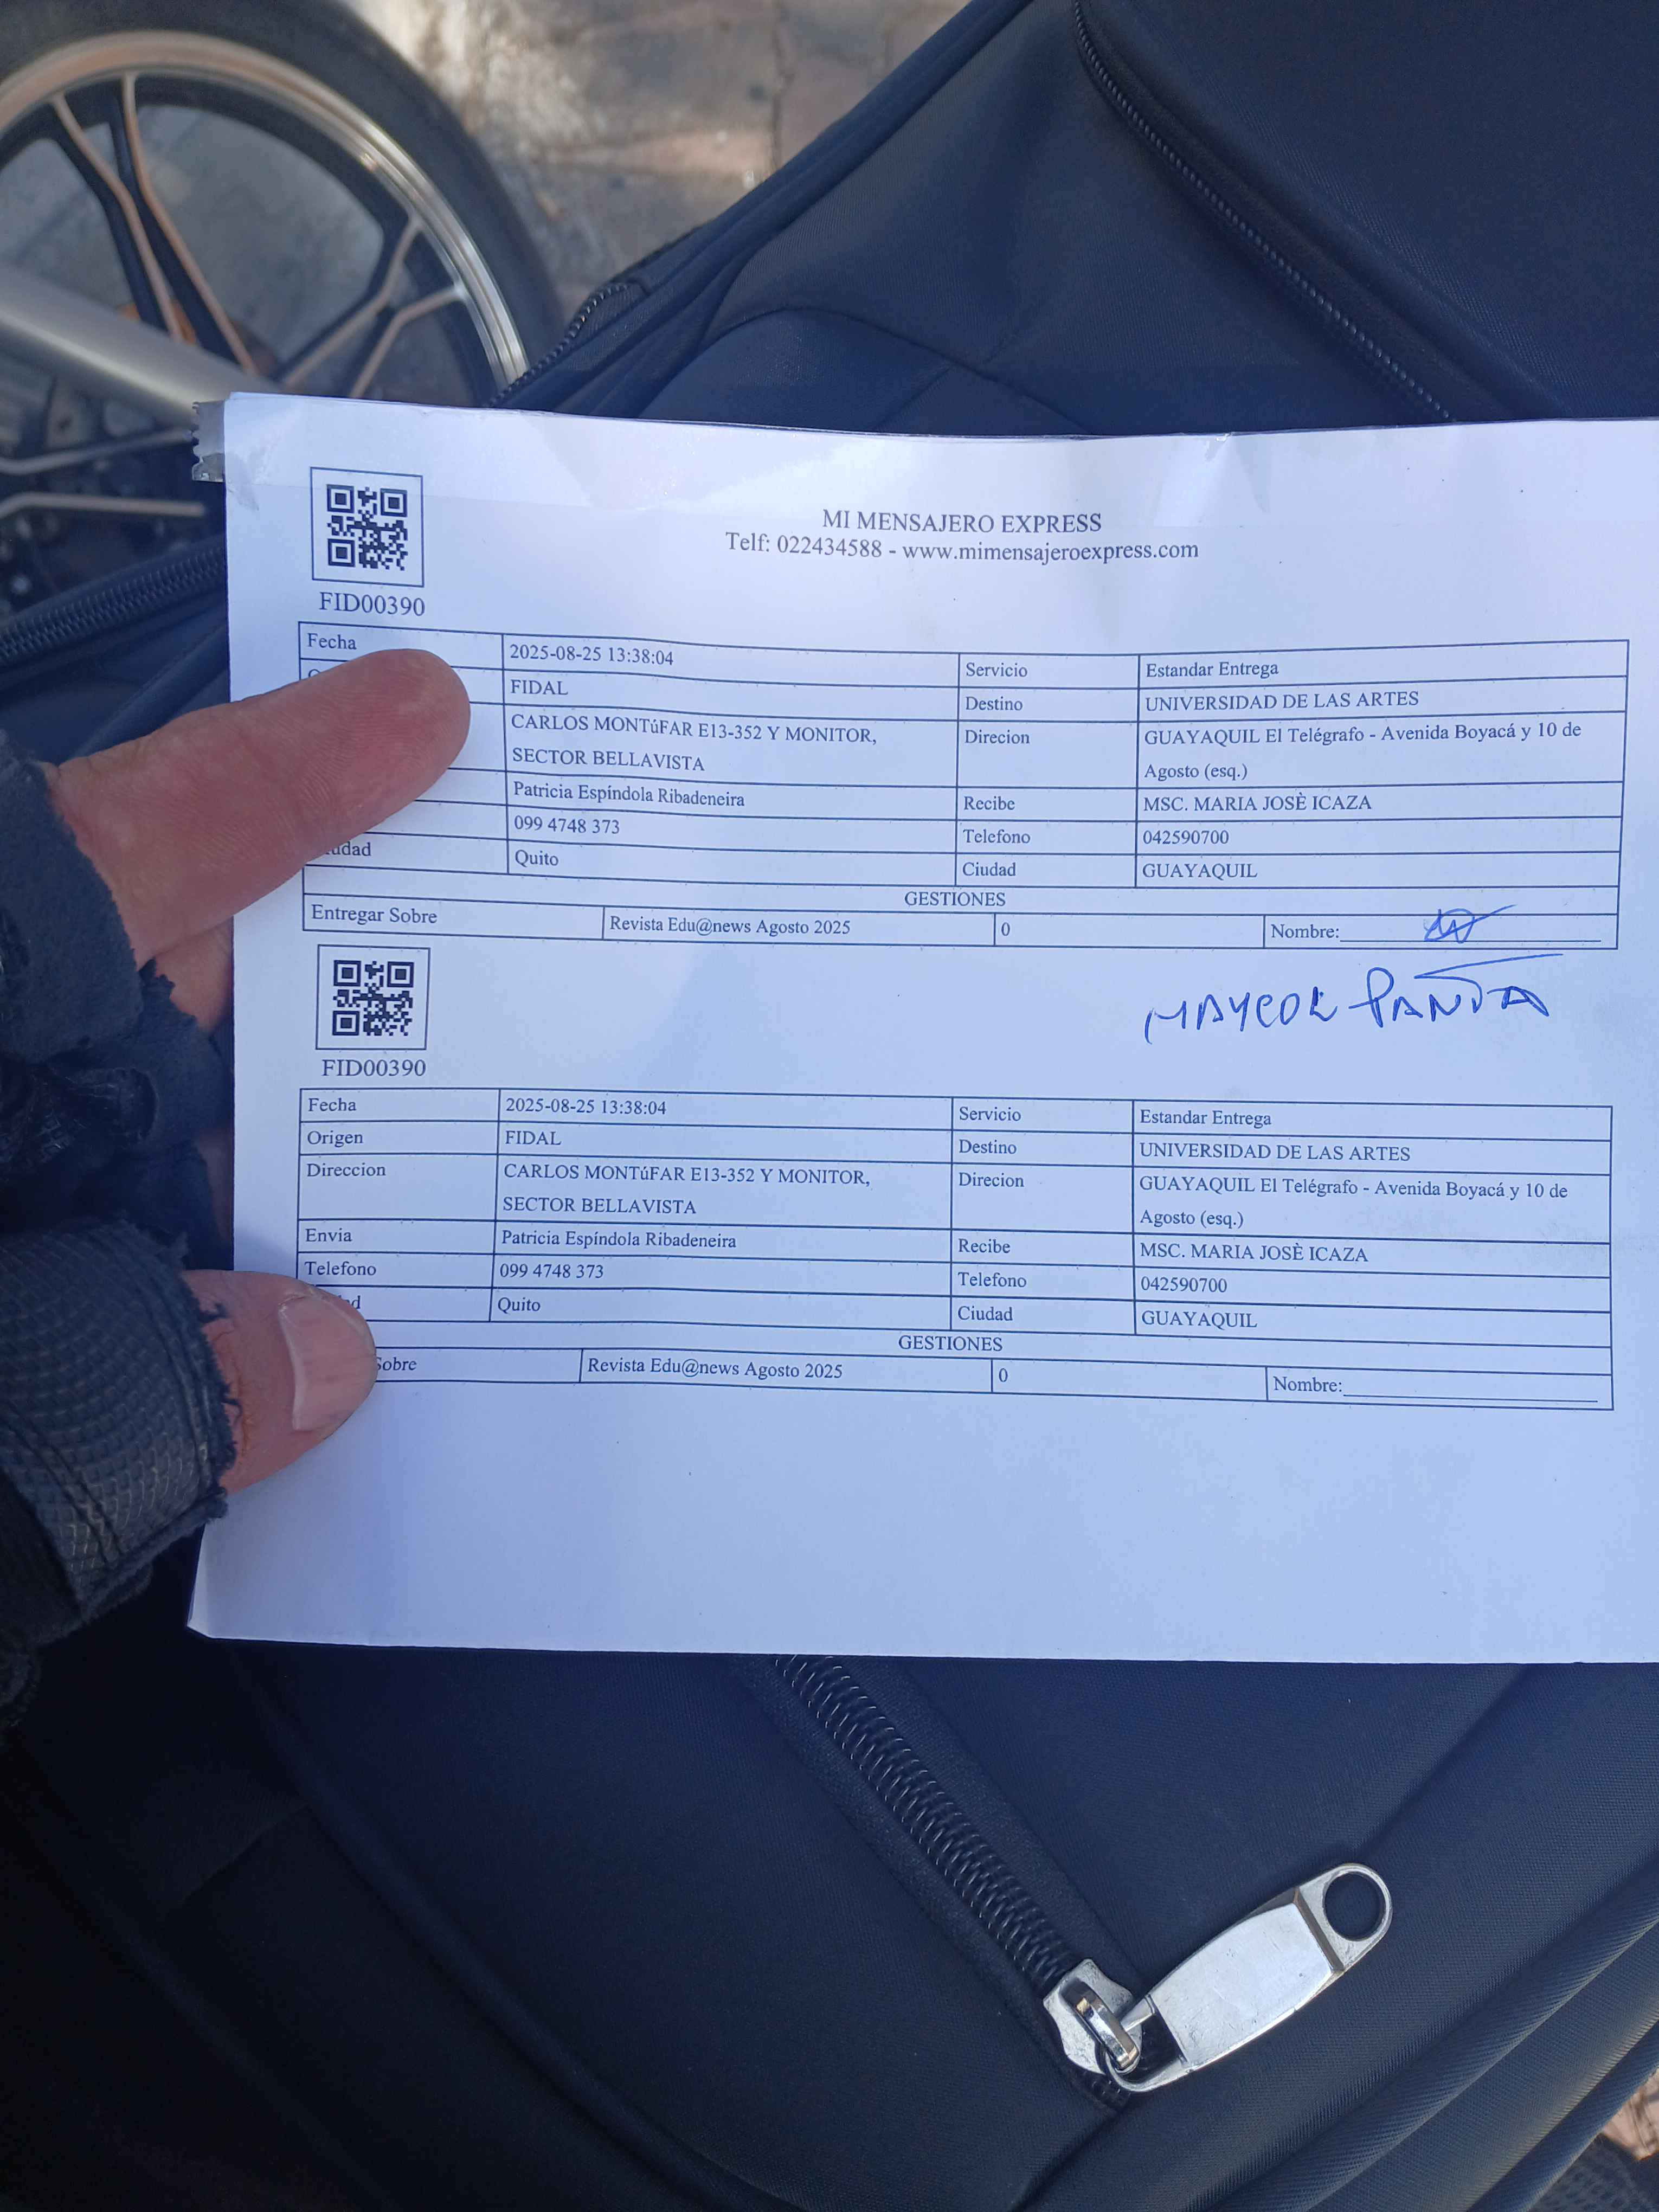 MI MENSAJERO EXPRESS
Telf: 022434588 - www.mimensajeroexpress.com
FID00390
Fecha 2025-08-25 13:38:04 Servicio Estandar Entrega
FIDAL Destino UNIVERSIDAD DE LAS ARTES
CARLOS MONTúFAR E13-352 Y MONITOR, Direcion GUAYAQUIL El Telégrafo - Avenida Boyacá y 10 de
SECTOR BELLAVISTA Agosto (esq.)
Patricia Espíndola Ribadeneira Recibe MSC. MARIA JOSÈ ICAZA
099 4748 373 Telefono 042590700
udad Quito Ciudad GUAYAQUIL
GESTIONES
Entregar Sobre Revista Edu@news Agosto 2025 0 Nombre:
MAYCOL
FID00390
Fecha 2025-08-25 13:38:04 Servicio Estandar Entrega
Origen FIDAL Destino UNIVERSIDAD DE LAS ARTES
Direccion CARLOS MONTúFAR E13-352 Y MONITOR, Direcion GUAYAQUIL El Telégrafo - Avenida Boyacá y 10 de
SECTOR BELLAVISTA Agosto (esq.)
Envia Patricia Espíndola Ribadeneira Recibe MSC. MARIA JOSÈ ICAZA
Telefono 099 4748 373 Telefono 042590700
d Quito Ciudad GUAYAQUIL
GESTIONES
Sobre Revista Edu@news Agosto 2025 0 Nombre: